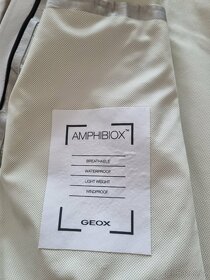 AMPHIBIOX™
BREATHABLE
WATERPROOF
LIGHT WEIGHT
WINDPROOF
GEOX